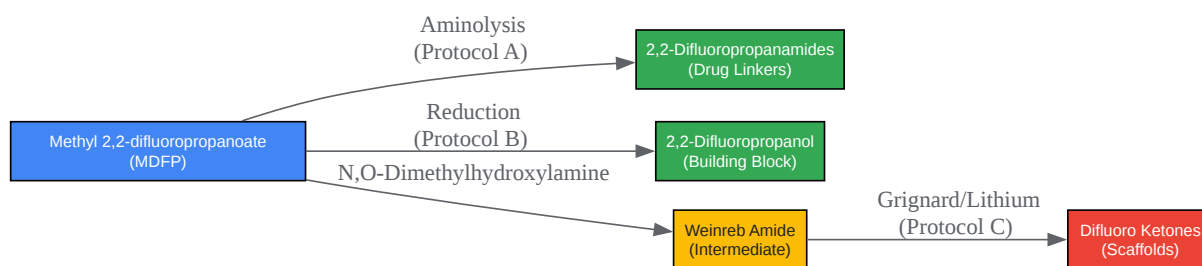 Aminolysis
(Protocol A)
2,2-Difluoropropanamides
(Drug Linkers)
Methyl 2,2-difluoropropanoate
(MDFP)
Reduction
(Protocol B)
2,2-Difluoropropanol
(Building Block)
N,O-Dimethylhydroxylamine
Weinreb Amide
(Intermediate)
Grignard/Lithium
(Protocol C)
Difluoro Ketones
(Scaffolds)